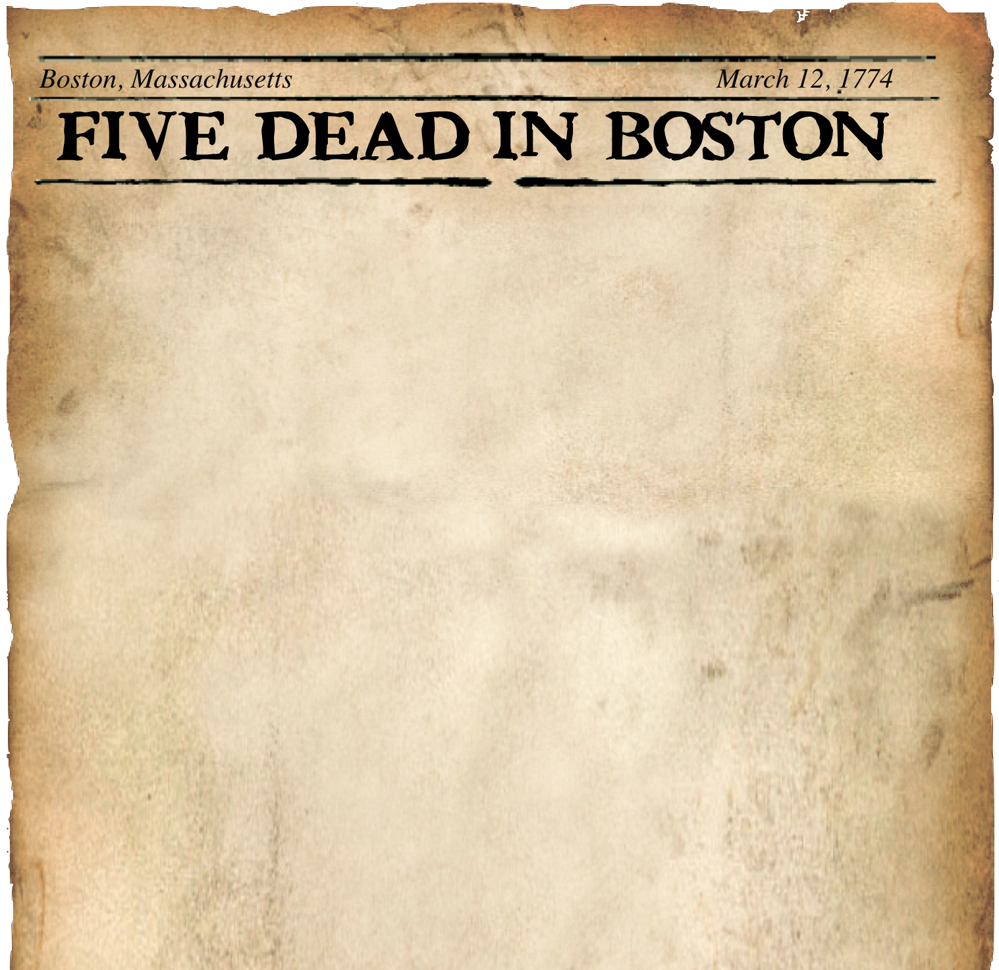 Boston, Massachusetts March 12, 1774
FIVE DEAD IN BOSTON